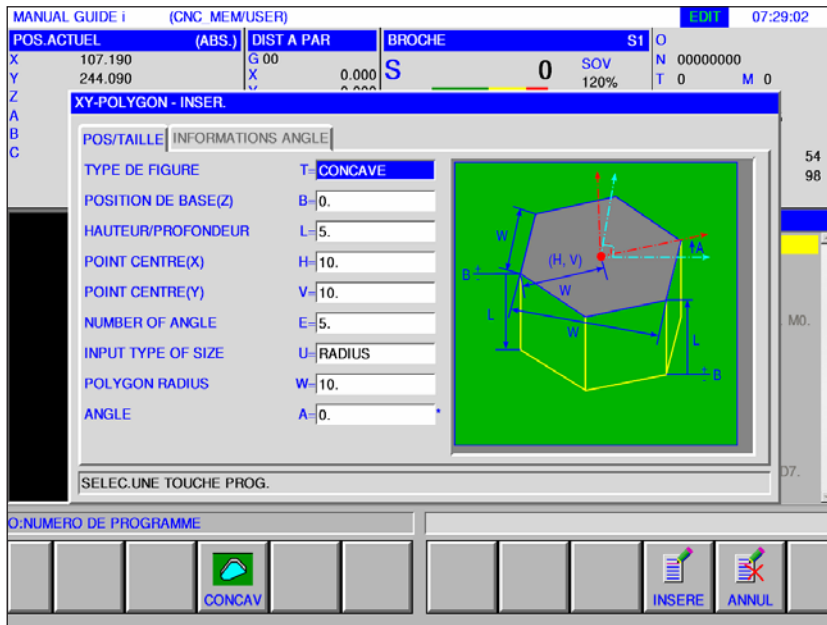 MANUAL GUIDE i (CNC_MEM/USER) EDIT 07:29:02
POS.ACTUEL (ABS.) DIST A PAR BROCHE S1 O
X 107.190 G 00 N 00000000
Y 244.090 X 0.000 S 0 SOV 120% T 0 M 0
Z
A
B
C
54
98
XY-POLYGON - INSER.
POS/TAILLE INFORMATIONS ANGLE
TYPE DE FIGURE T=CONCAVE
POSITION DE BASE(Z) B=0.
HAUTEUR/PROFONDEUR L=5.
POINT CENTRE(X) H=10.
POINT CENTRE(Y) V=10.
NUMBER OF ANGLE E=5.
INPUT TYPE OF SIZE U=RADIUS
POLYGON RADIUS W=10.
ANGLE A=0. *
W
(H, V)
A
B + -
W
L
W
L
+ - B
M0.
D7.
SELEC.UNE TOUCHE PROG.
O:NUMERO DE PROGRAMME
CONCAV INSERE ANNUL